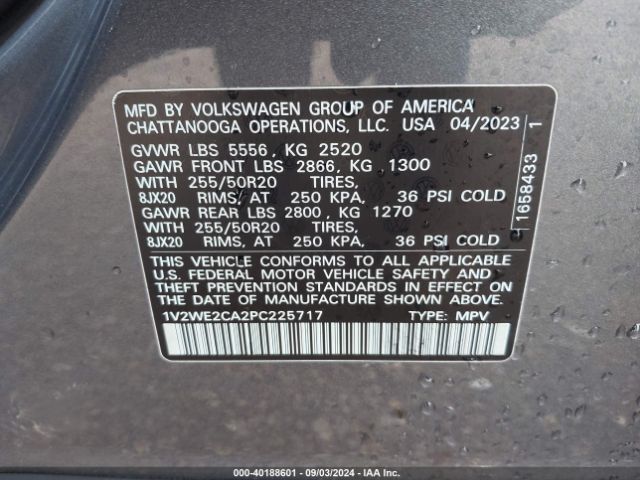 MFD BY VOLKSWAGEN GROUP OF AMERICA
CHATTANOOGA OPERATIONS, LLC. USA 04/2023
GVWR LBS 5556, KG 2520
GAWR FRONT LBS 2866, KG 1300
WITH 255/50R20 TIRES,
8JX20 RIMS, AT 250 KPA, 36 PSI COLD
GAWR REAR LBS 2800, KG 1270
WITH 255/50R20 TIRES,
8JX20 RIMS, AT 250 KPA, 36 PSI COLD
THIS VEHICLE CONFORMS TO ALL APPLICABLE
U.S. FEDERAL MOTOR VEHICLE SAFETY AND
THEFT PREVENTION STANDARDS IN EFFECT ON
THE DATE OF MANUFACTURE SHOWN ABOVE.
1V2WE2CA2PC225717 TYPE: MPV
1658433 1
000-40188601 - 09/03/2024 - IAA Inc.